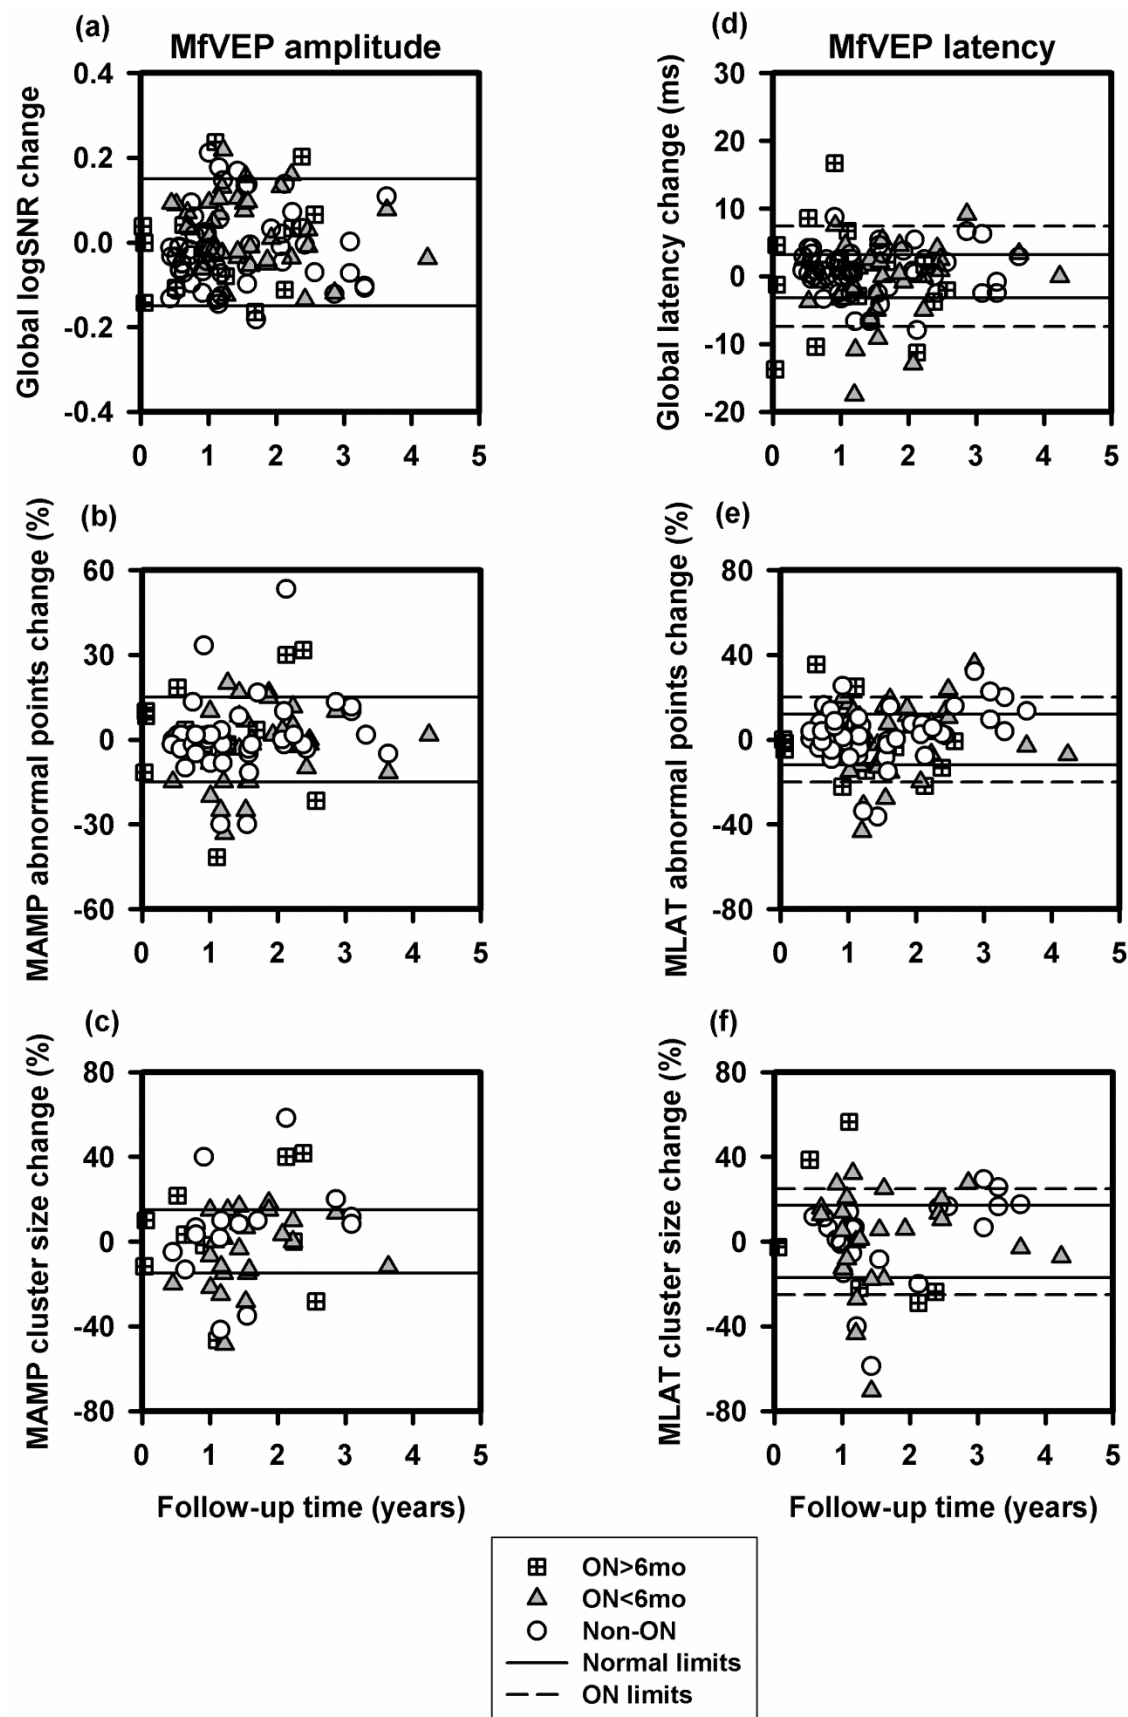 (a)
MfVEP amplitude
Global logSNR change
0.4
0.2
0.0
-0.2
-0.4
0 1 2 3 4 5
(b)
MAMP abnormal points change (%)
60
30
0
-30
-60
0 1 2 3 4 5
(c)
MAMP cluster size change (%)
80
40
0
-40
-80
0 1 2 3 4 5
Follow-up time (years)
(d)
MfVEP latency
Global latency change (ms)
30
20
10
0
-10
-20
0 1 2 3 4 5
(e)
MLAT abnormal points change (%)
80
40
0
-40
-80
0 1 2 3 4 5
(f)
MLAT cluster size change (%)
80
40
0
-40
-80
0 1 2 3 4 5
Follow-up time (years)
ON>6mo
ON<6mo
Non-ON
Normal limits
ON limits